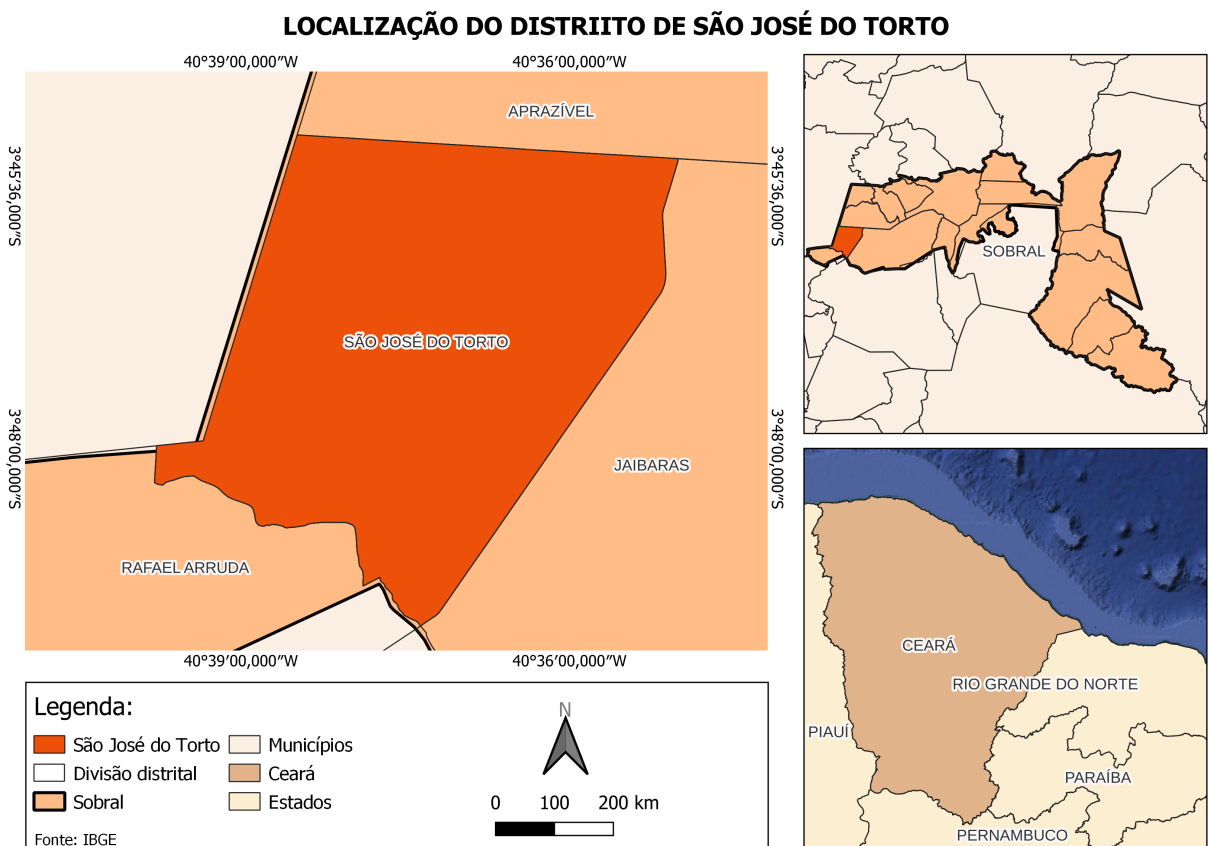 LOCALIZAÇÃO DO DISTRIITO DE SÃO JOSÉ DO TORTO
40°39'00,000"W
40°36'00,000"W
3°45'36,000"S
3°45'36,000"S
APRAZÍVEL
SÃO JOSÉ DO TORTO
3°48'00,000"S
3°48'00,000"S
JAIBARAS
RAFAEL ARRUDA
40°39'00,000"W
40°36'00,000"W
SOBRAL
CEARÁ
RIO GRANDE DO NORTE
PIAUÍ
PARAÍBA
PERNAMBUCO
Legenda:
São José do Torto
Municípios
Divisão distrital
Ceará
Sobral
Estados
Fonte: IBGE
N
0 100 200 km